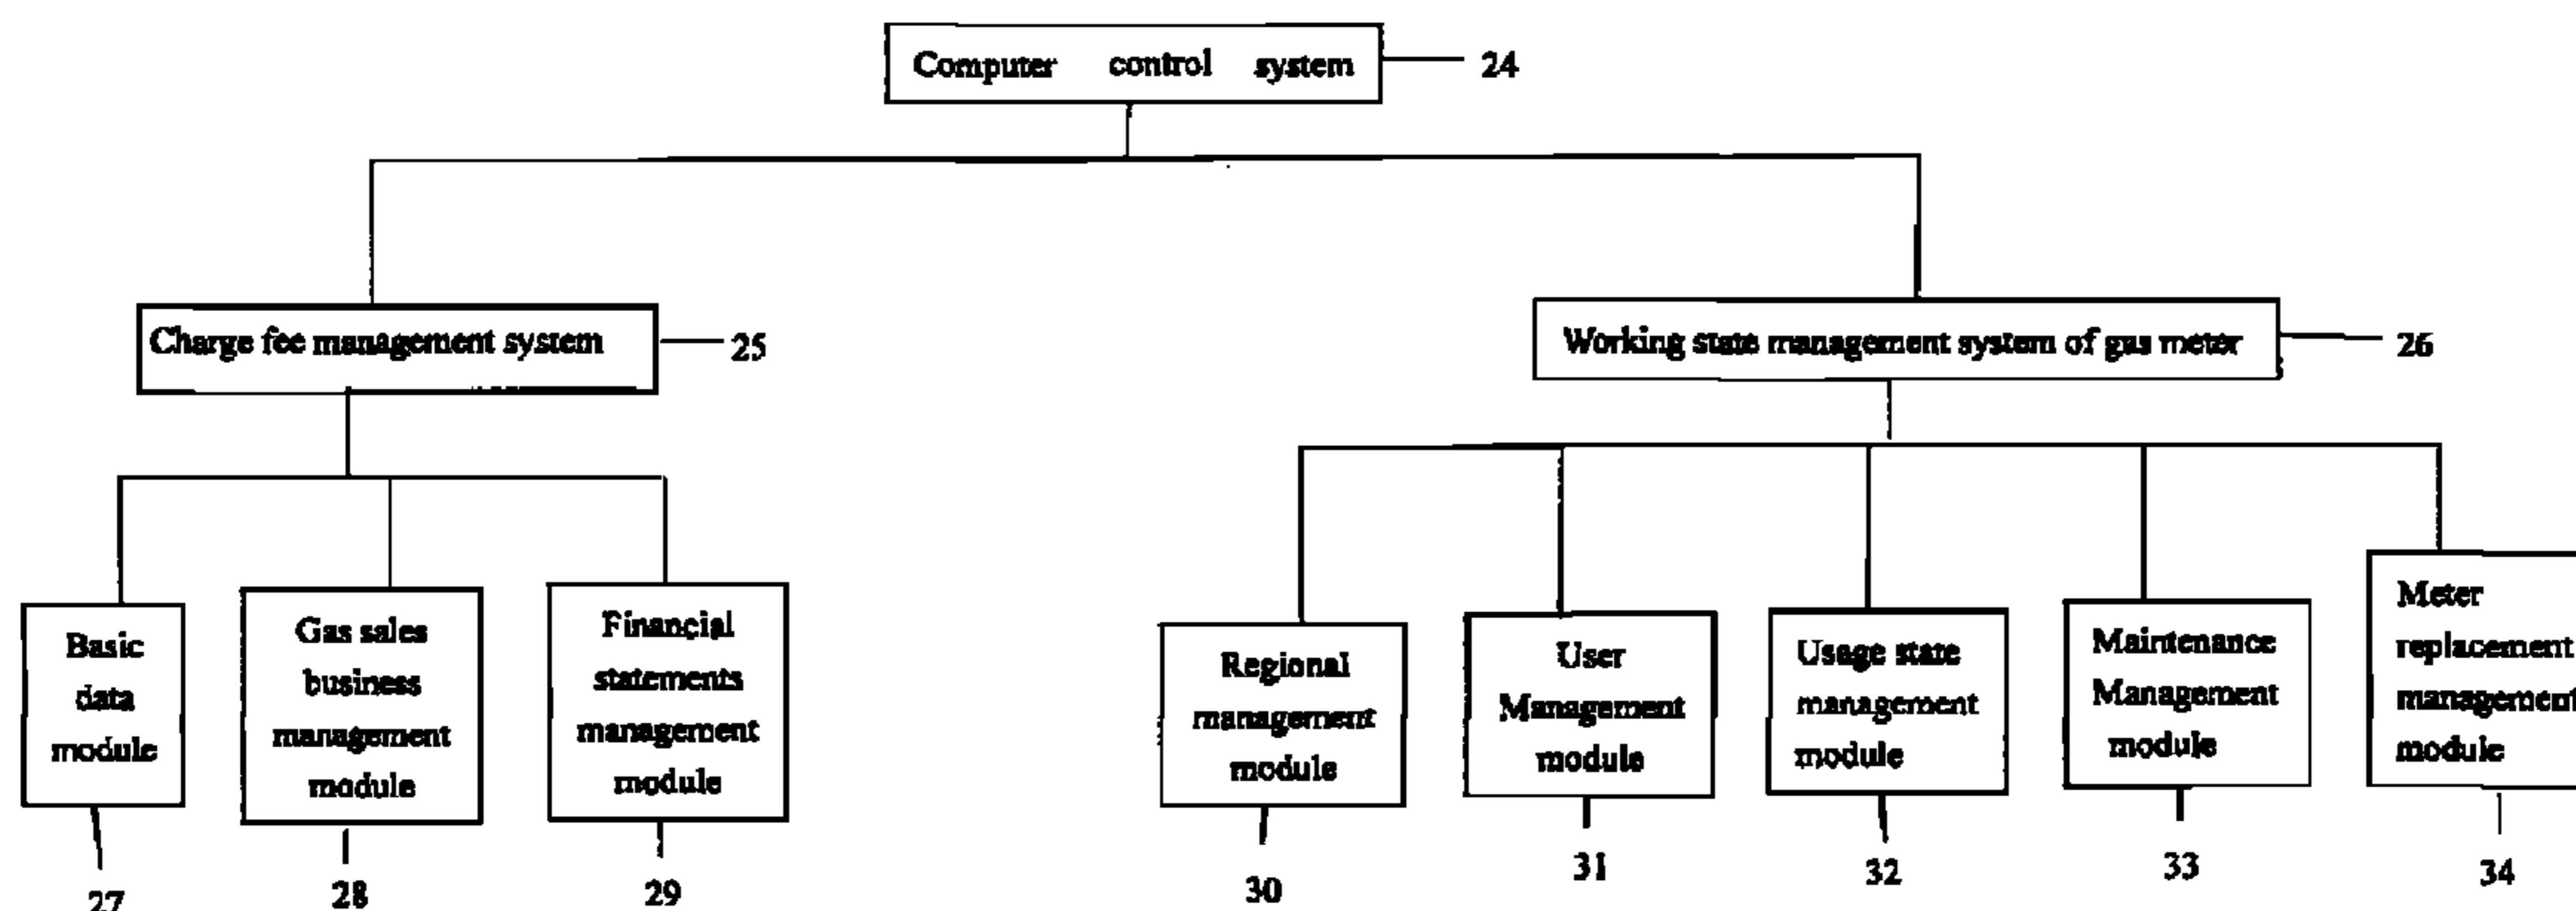 Computer control system
24
Charge fee management system
25
Working state management system of gas meter
26
Basic
data
module
27
Gas sales
business
management
module
28
Financial
statements
management
module
29
Regional
management
module
30
User
Management
module
31
Usage state
management
module
32
Maintenance
Management
module
33
Meter
replacement
management
module
34